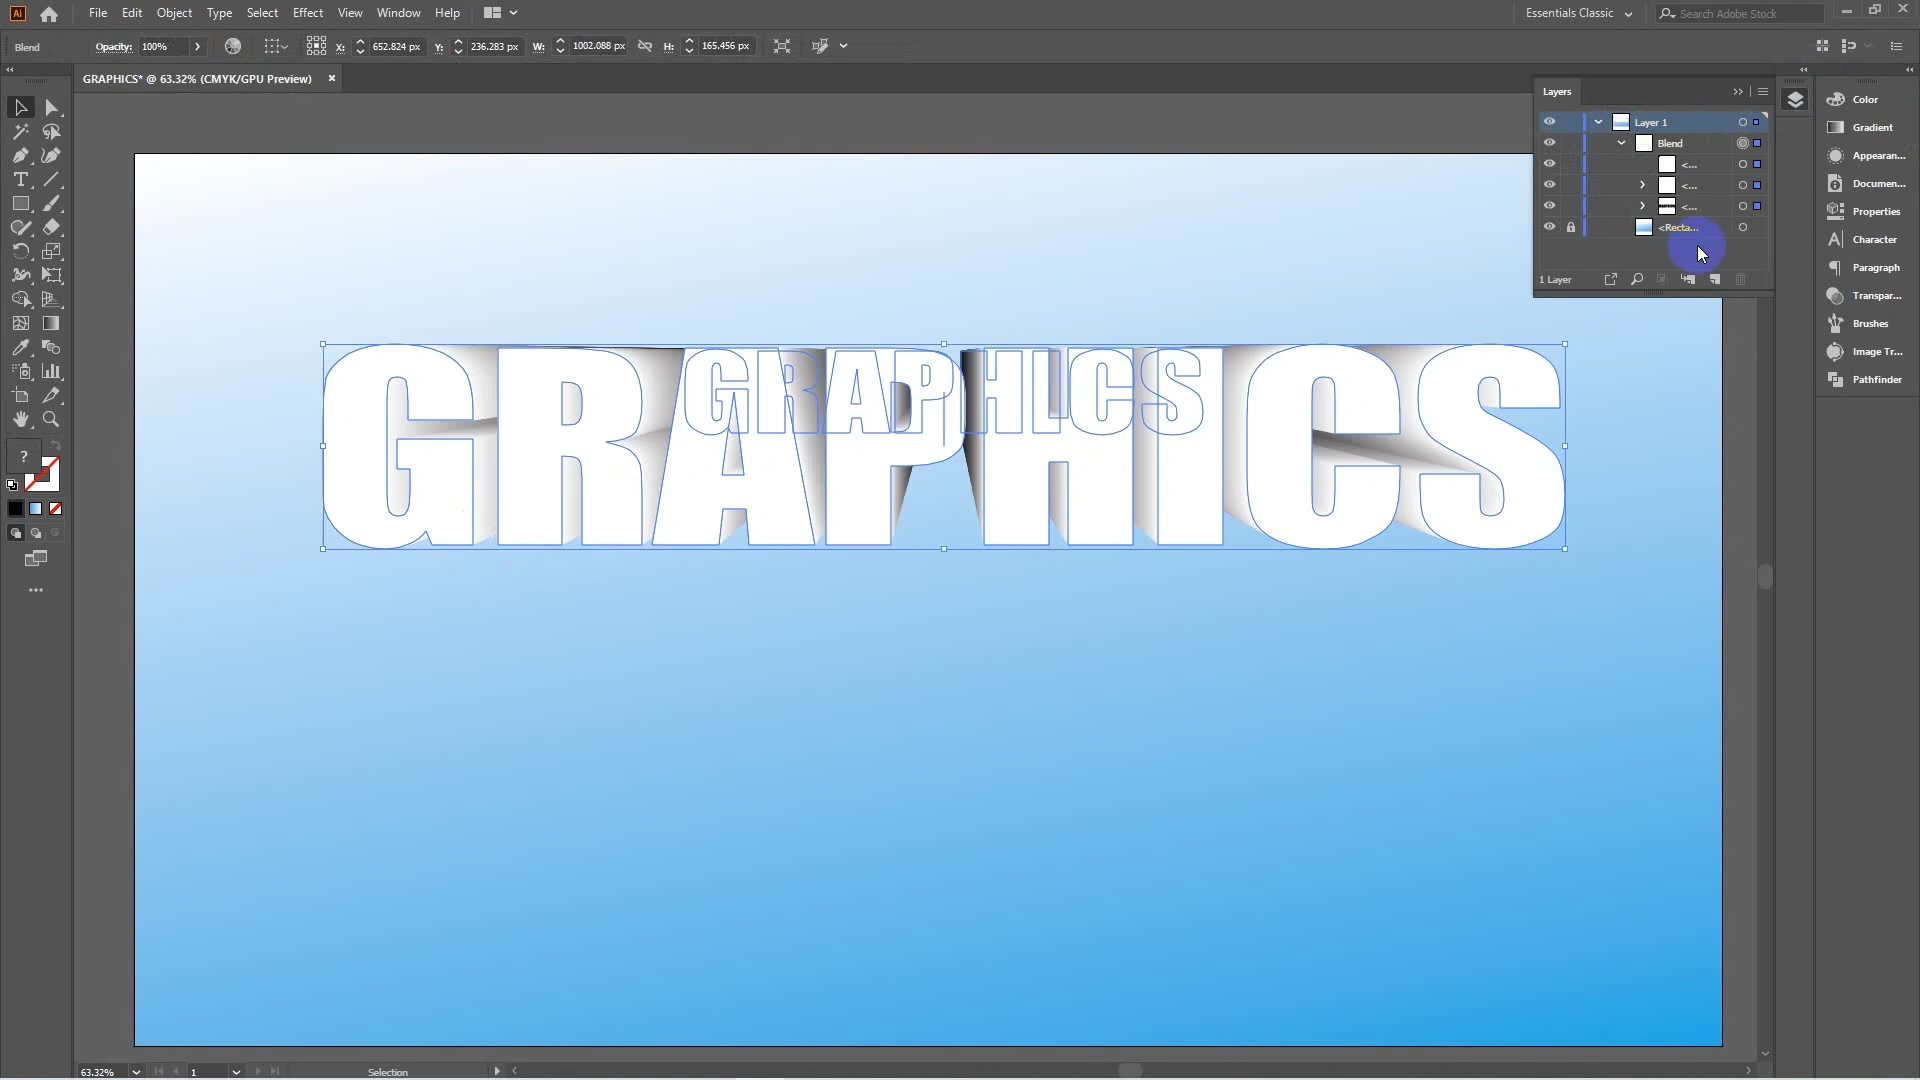 Ai File Edit Object Type Select Effect View Window Help Essentials Classic Search Adobe Stock
Blend Opacity: 100% X: 652.824 px Y: 236.283 px W: 1002.088 px H: 165.456 px
GRAPHICS* @ 63.32% (CMYK/GPU Preview) ×
Layers
Layer 1
Blend
<...
<...
<...
<Recta...
1 Layer
Color
Gradient
Appearan...
Documen...
Properties
Character
Paragraph
Transpar...
Brushes
Image Tr...
Pathfinder
GRAPHICS
GRAPHICS
?
63.32% 1 Selection